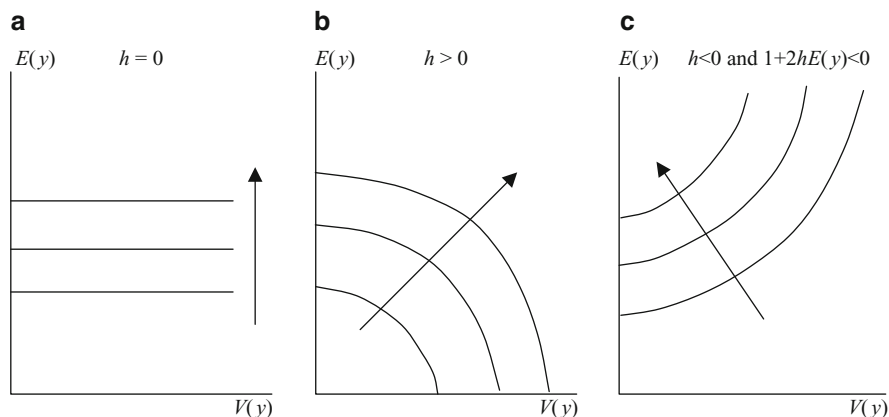 a
E(y) h = 0
V(y)
b
E(y) h > 0
V(y)
c
E(y) h<0 and 1+2hE(y)<0
V(y)